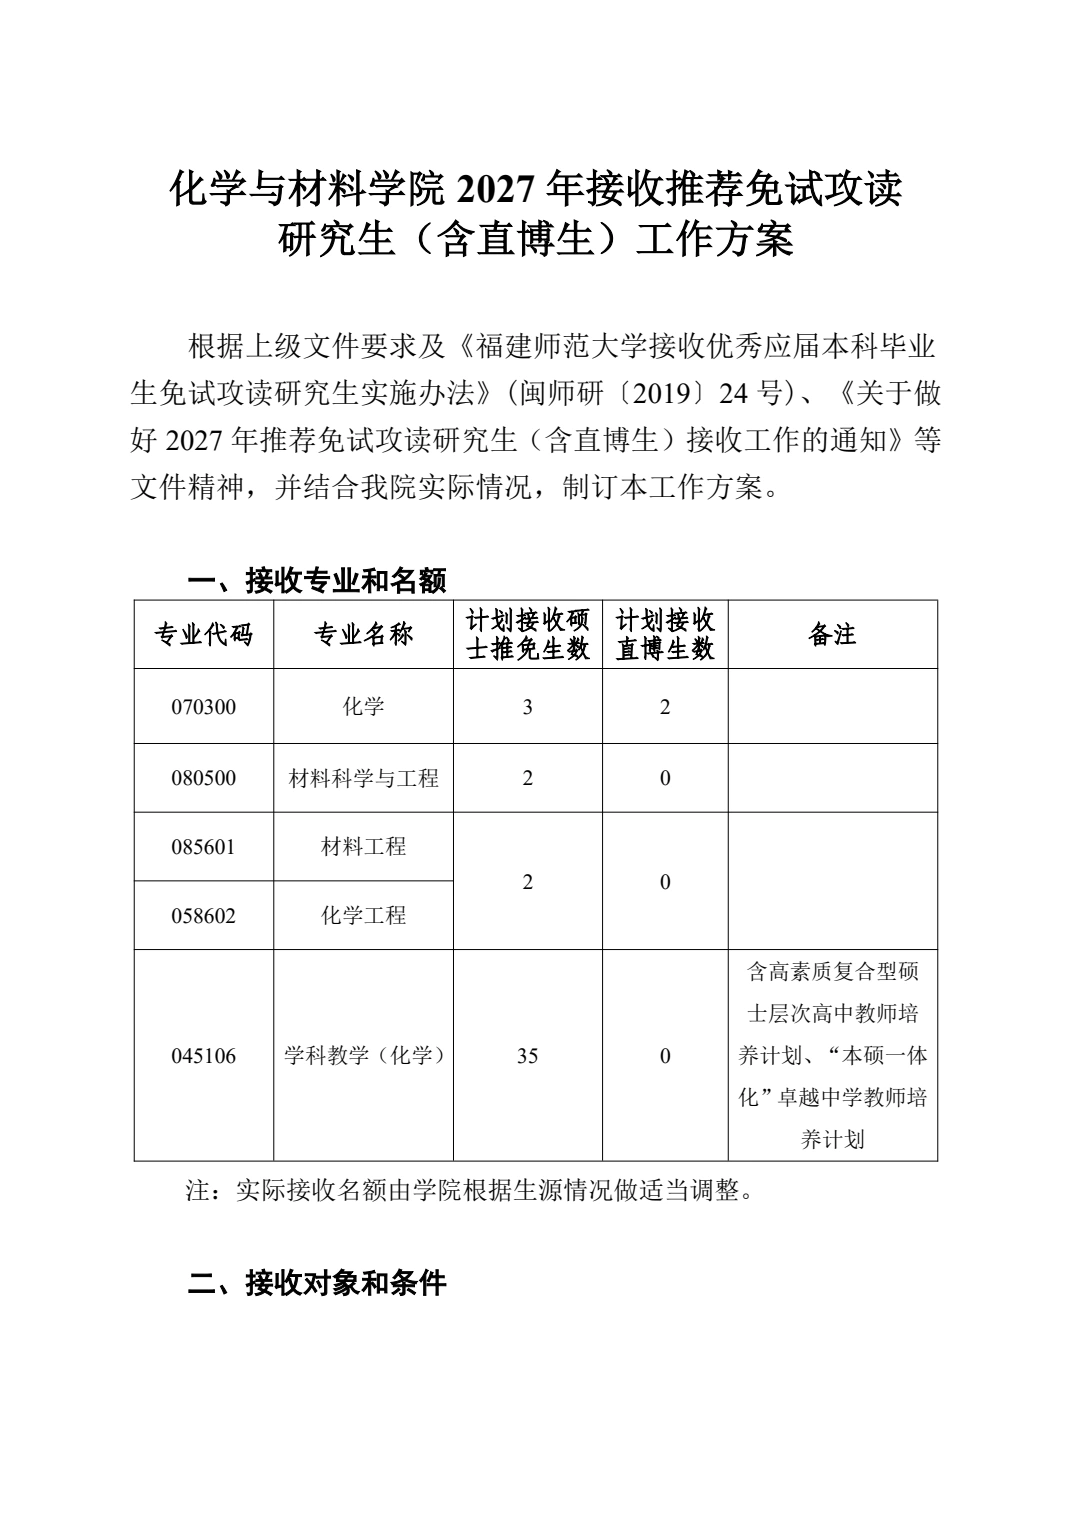 化学与材料学院 2027 年接收推荐免试攻读
研究生（含直博生）工作方案
根据上级文件要求及《福建师范大学接收优秀应届本科毕业
生免试攻读研究生实施办法》（闽师研〔2019〕24 号）、《关于做
好 2027 年推荐免试攻读研究生（含直博生）接收工作的通知》等
文件精神，并结合我院实际情况，制订本工作方案。
一、接收专业和名额
专业代码 专业名称 计划接收硕士推免生数 计划接收直博生数 备注
070300 化学 3 2
080500 材料科学与工程 2 0
085601 材料工程 2 0
058602 化学工程
045106 学科教学（化学） 35 0
含高素质复合型硕
士层次高中教师培
养计划、“本硕一体
化”卓越中学教师培
养计划
注：实际接收名额由学院根据生源情况做适当调整。
二、接收对象和条件